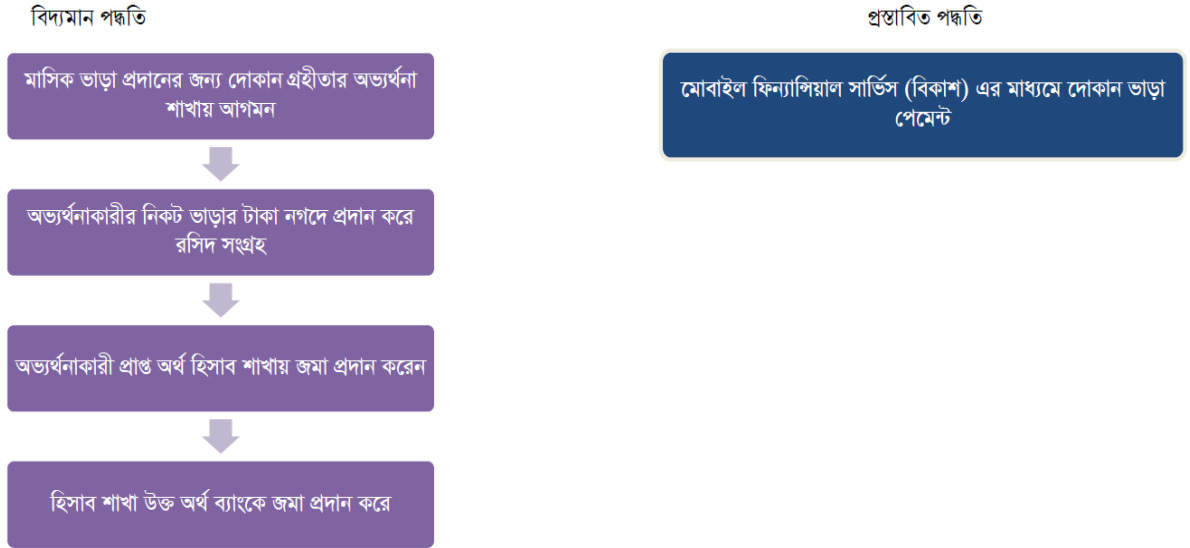 বিদ্যমান পদ্ধতি
প্রস্তাবিত পদ্ধতি
মাসিক ভাড়া প্রদানের জন্য দোকান গ্রহীতার অভ্যর্থনা
শাখায় আগমন
অভ্যর্থনাকারীর নিকট ভাড়ার টাকা নগদে প্রদান করে
রসিদ সংগ্রহ
অভ্যর্থনাকারী প্রাপ্ত অর্থ হিসাব শাখায় জমা প্রদান করেন
হিসাব শাখা উক্ত অর্থ ব্যাংকে জমা প্রদান করে
মোবাইল ফিন্যান্সিয়াল সার্ভিস (বিকাশ) এর মাধ্যমে দোকান ভাড়া
পেমেন্ট